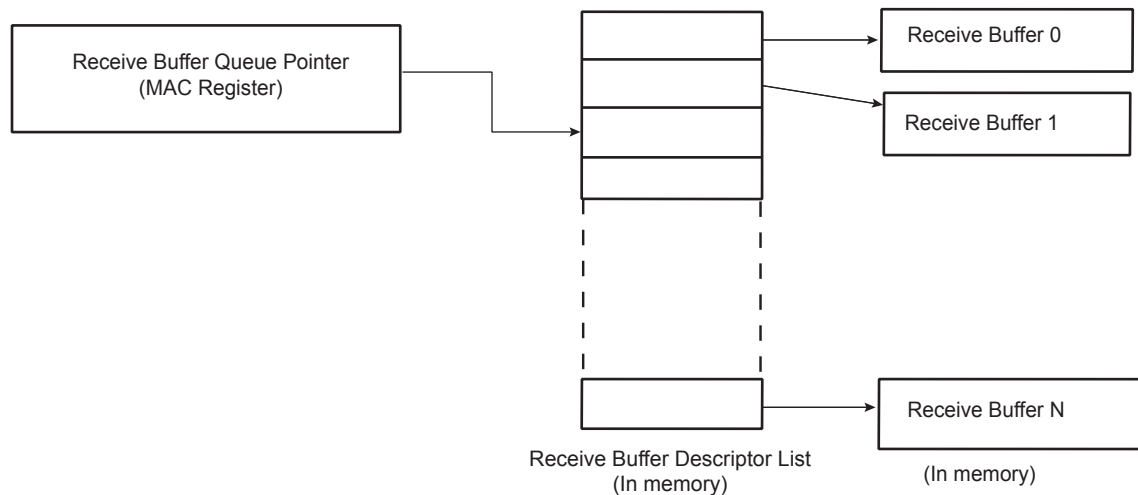 Receive Buffer Queue Pointer
(MAC Register)
Receive Buffer 0
Receive Buffer 1
Receive Buffer N
Receive Buffer Descriptor List
(In memory)
(In memory)